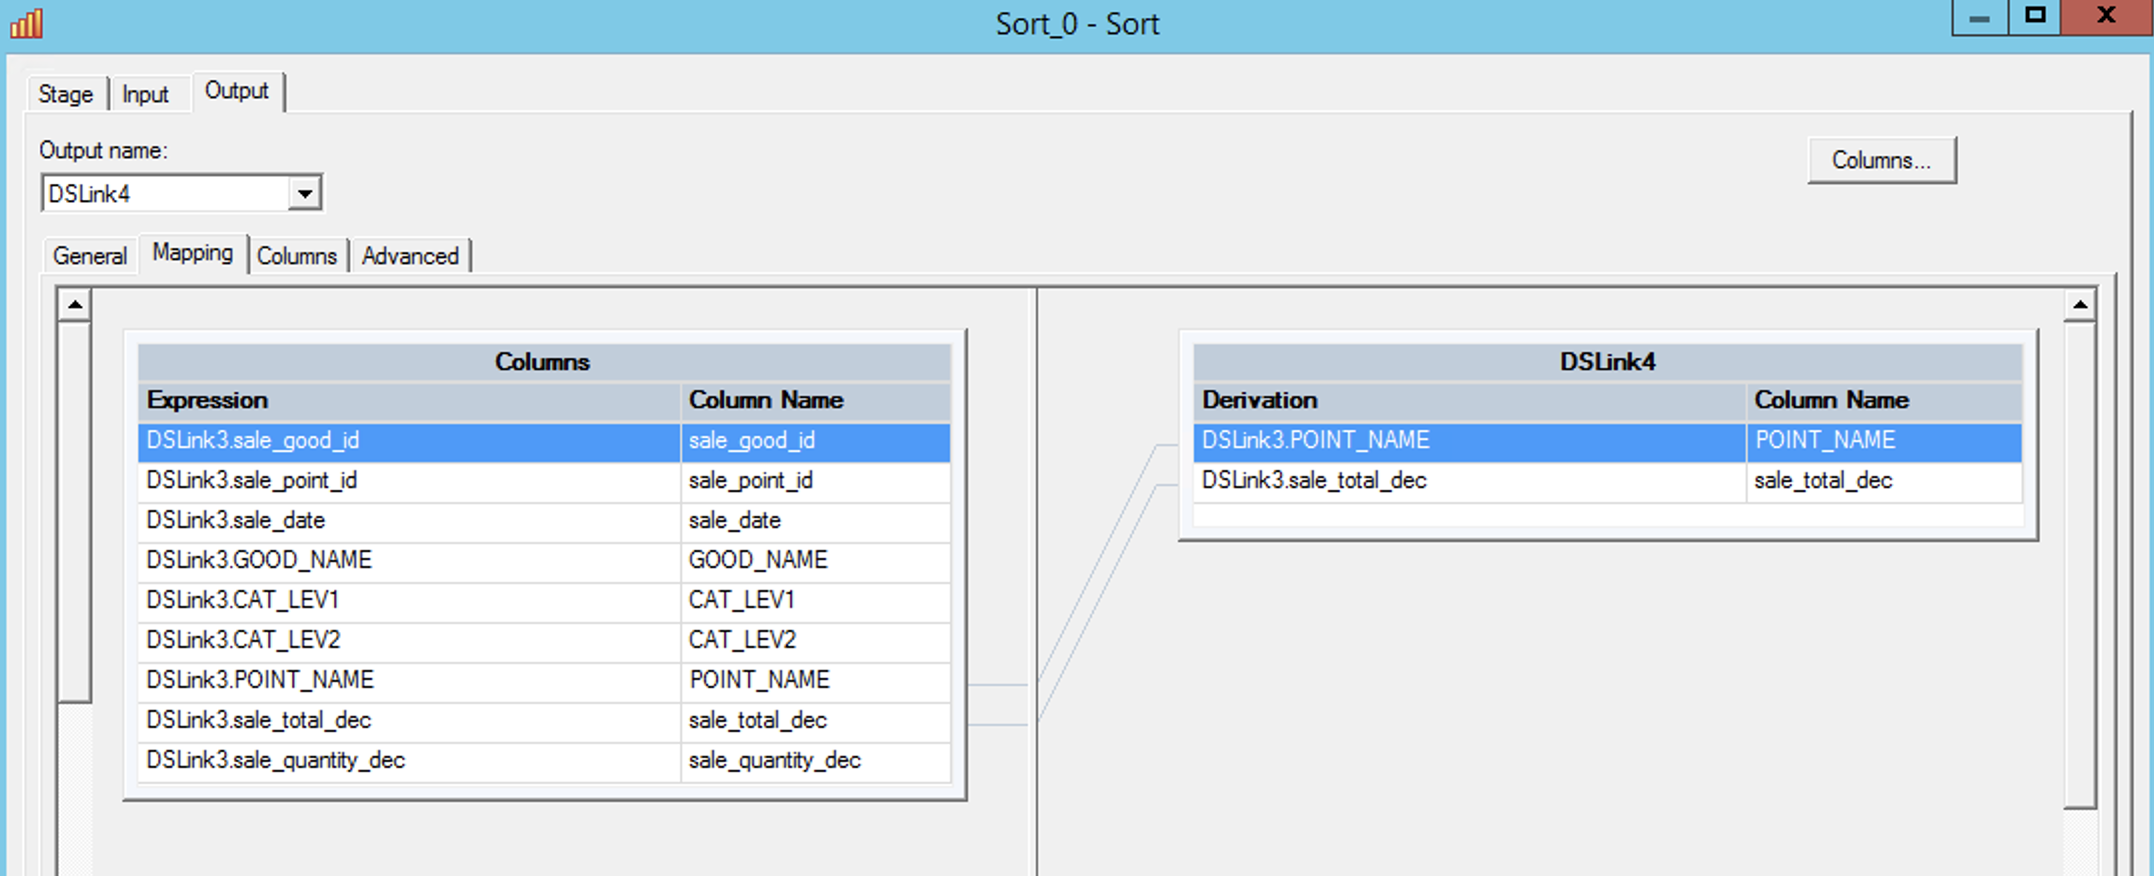 Sort_0 - Sort
Stage Input Output
Output name:
Columns...
DSLink4
General Mapping Columns Advanced
Columns
Expression Column Name
DSLink3.sale_good_id sale_good_id
DSLink3.sale_point_id sale_point_id
DSLink3.sale_date sale_date
DSLink3.GOOD_NAME GOOD_NAME
DSLink3.CAT_LEV1 CAT_LEV1
DSLink3.CAT_LEV2 CAT_LEV2
DSLink3.POINT_NAME POINT_NAME
DSLink3.sale_total_dec sale_total_dec
DSLink3.sale_quantity_dec sale_quantity_dec
DSLink4
Derivation Column Name
DSLink3.POINT_NAME POINT_NAME
DSLink3.sale_total_dec sale_total_dec